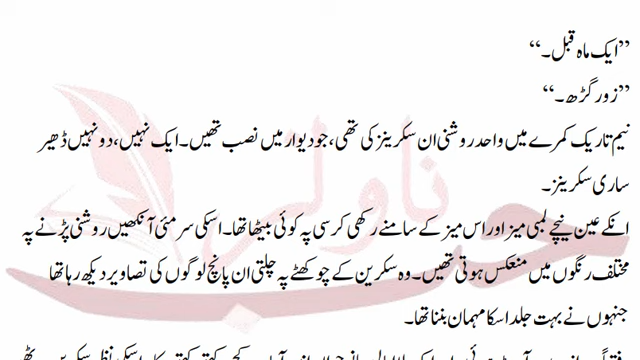 ”ایک ماہ قبل۔“
”زور گڑھ۔“
نیم تاریک کمرے میں واحد روشنی ان سکرینز کی تھی، جو دیوار میں نصب تھیں۔ ایک نہیں، دو نہیں ڈھیر
ساری سکرینز۔
انکے عین نیچے لمبی میز اور اس میز کے سامنے رکھی کرسی پہ کوئی بیٹھا تھا۔ اسکی سرمئی آنکھیں روشنی پڑنے پہ
مختلف رنگوں میں منعکس ہوتی تھیں۔ وہ سکرین کے چوکھٹے پہ چلتی ان پانچ لوگوں کی تصاویر دیکھ رہا تھا
جنہوں نے بہت جلد اسکا مہمان بننا تھا۔